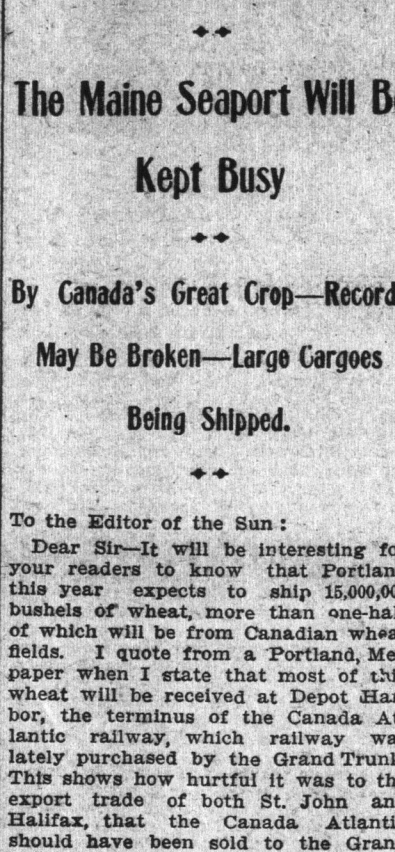 The Maine Seaport Will Be
Kept Busy
By Canada's Great Crop—Record
May Be Broken—Large Cargoes
Being Shipped.
To the Editor of the Sun :
Dear Sir—It will be interesting fo
your readers to know that Portlan
this year expects to ship 15,000,00
bushels of wheat, more than one-hal
of which will be from Canadian whea
fields. I quote from a Portland, Me
paper when I state that most of thi
wheat will be received at Depot Har
bor, the terminus of the Canada At
lantic railway, which railway wa
lately purchased by the Grand Trunk
This shows how hurtful it was to th
export trade of both St. John an
Halifax, that the Canada Atlanti
should have been sold to the Gran